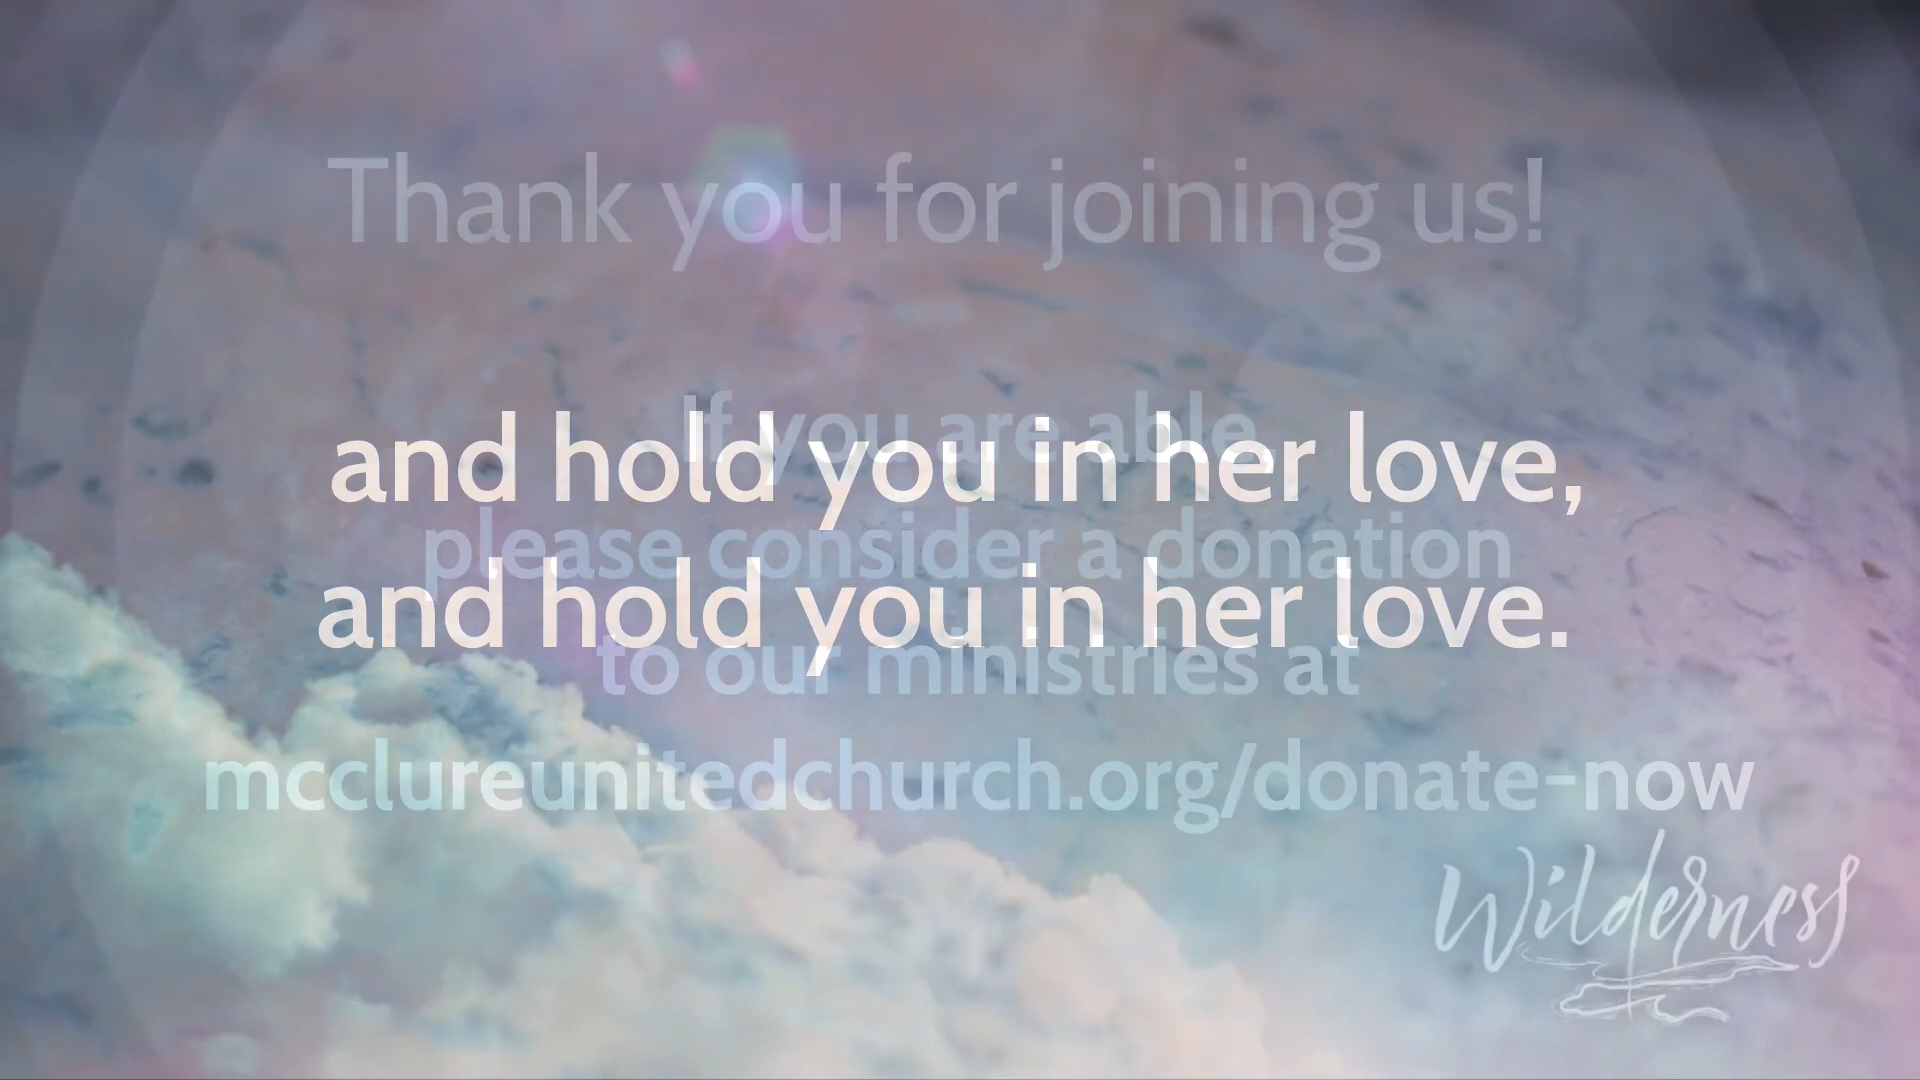 Thank you for joining us!
If you are able,
and hold you in her love,
please consider a donation
and hold you in her love.
to our ministries at
mcclureunitedchurch.org/donate-now
Wilderness